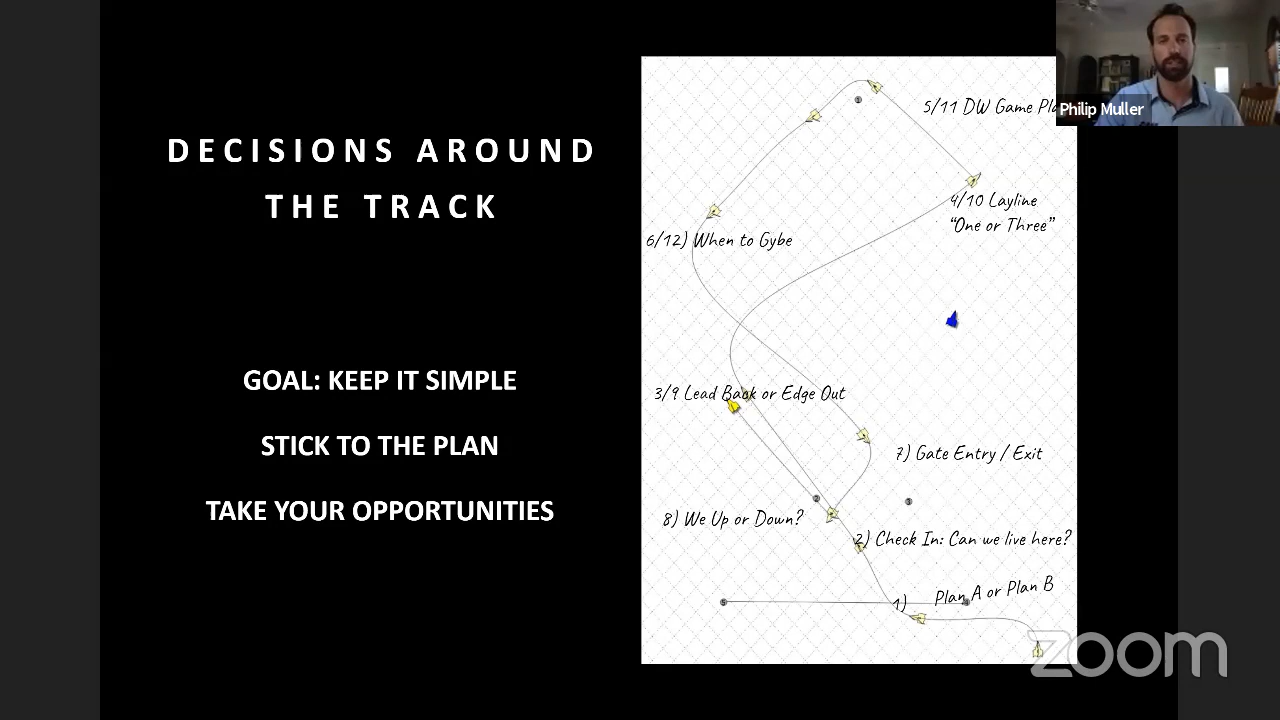 DECISIONS AROUND
THE TRACK
GOAL: KEEP IT SIMPLE
STICK TO THE PLAN
TAKE YOUR OPPORTUNITIES
5/11 DW Game Pla
Philip Muller
4/10 Layline
“One or Three”
6/12) When to Gybe
3/9 Lead Back or Edge Out
7) Gate Entry / Exit
8) We Up or Down?
2) Check In: Can we live here?
1) Plan A or Plan B
zoom